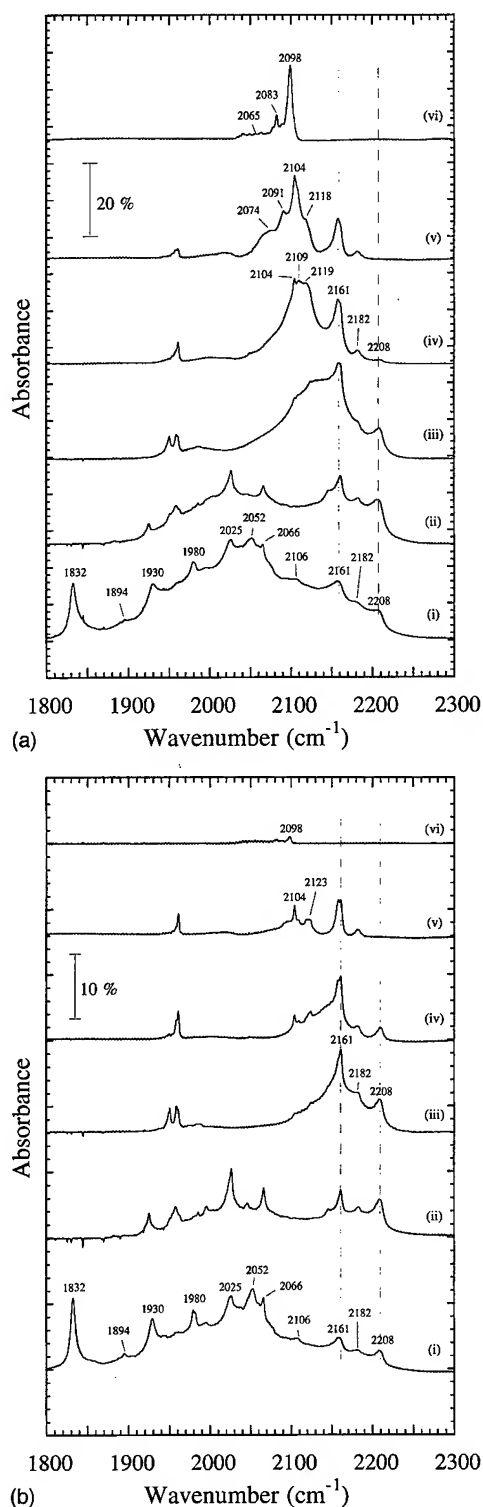 2098
2083
2065
(vi)
20 %
2104
2091
2118
2074
(v)
2109
2104
2119
2161
2182
2208
(iv)
(iii)
(ii)
2052
2025
2066
1832
1980
1930
2106
2161
1894
2182
2208
(i)
Absorbance
1800 1900 2000 2100 2200 2300
(a)
Wavenumber (cm-1)
2098
(vi)
2104
2123
(v)
10 %
(iv)
2161
2182
2208
(iii)
(ii)
2052
1832
2025
2066
1930
1980
2106
2161
2182
1894
2208
(i)
Absorbance
1800 1900 2000 2100 2200 2300
Wavenumber (cm-1)
(b)